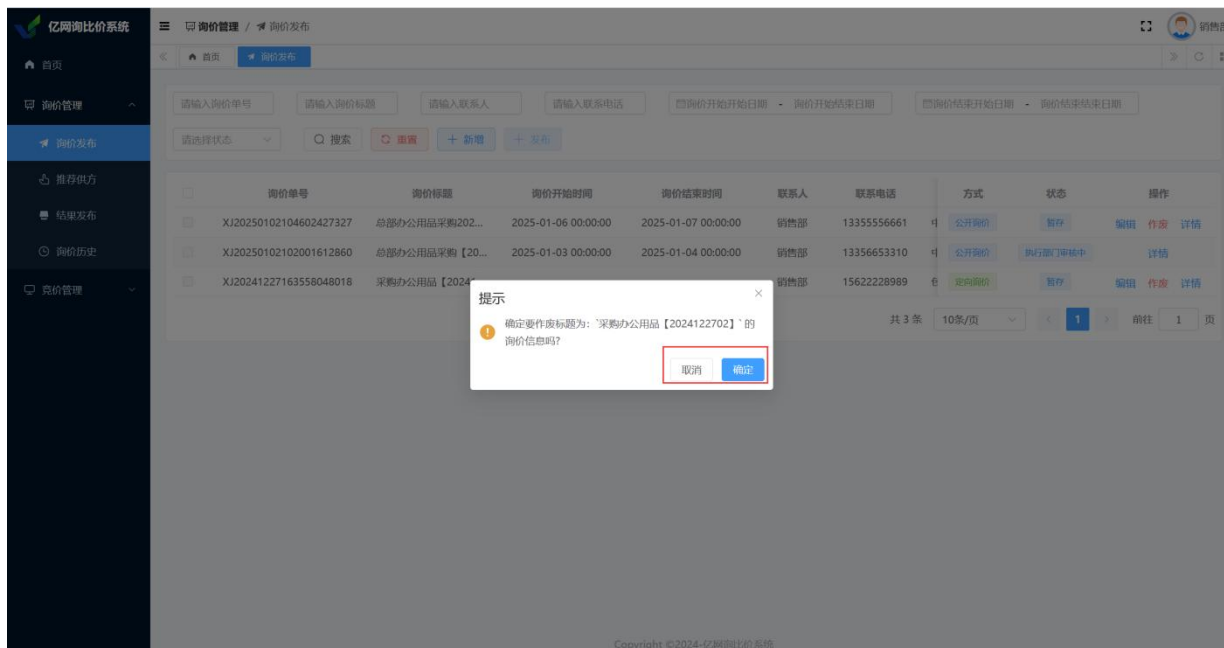 亿网询比价系统
询价管理 / 询价发布
销售部
首页
询价管理
询价发布
推荐供方
结果发布
询价历史
竞价管理
首页 询价发布
请输入询价单号 请输入询价标题 请输入联系人 请输入联系电话 询价开始开始日期 - 询价开始结束日期 询价结束开始日期 - 询价结束结束日期
请选择状态 搜索 重置 + 新增 + 发布
询价单号 询价标题 询价开始时间 询价结束时间 联系人 联系电话 方式 状态 操作
XJ20250102104602427327 总部办公用品采购202... 2025-01-06 00:00:00 2025-01-07 00:00:00 销售部 13355556661 公开询价 暂存 编辑 作废 详情
XJ20250102102001612860 总部办公用品采购【20... 2025-01-03 00:00:00 2025-01-04 00:00:00 销售部 13356653310 公开询价 执行部门审核中 详情
XJ20241227163558048018 采购办公用品【2024 销售部 15622228989 定向询价 暂存 编辑 作废 详情
共 3 条 10条/页 1 前往 1 页
提示
确定要作废标题为：`采购办公用品【2024122702】`的
询价信息吗?
取消 确定
Copyright ©2024-亿网询比价系统